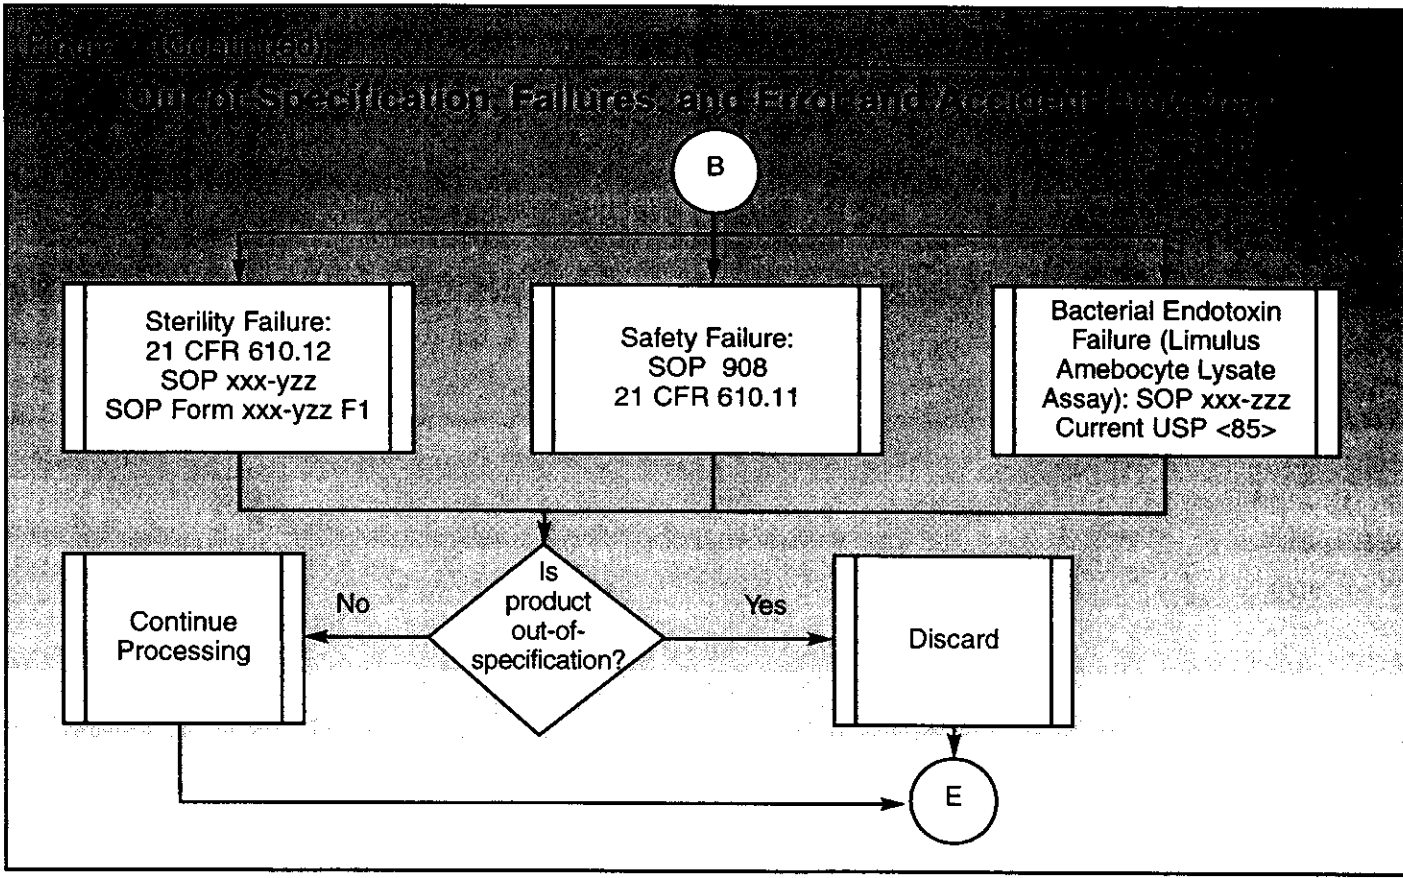 (Continued)
Out of Specification, Failures, and Error and Accident
B
Sterility Failure:
21 CFR 610.12
SOP xxx-yzz
SOP Form xxx-yzz F1
Safety Failure:
SOP 908
21 CFR 610.11
Bacterial Endotoxin
Failure (Limulus
Amebocyte Lysate
Assay): SOP xxx-zzz
Current USP <85>
Is
product
out-of-
specification?
No
Yes
Continue
Processing
Discard
E